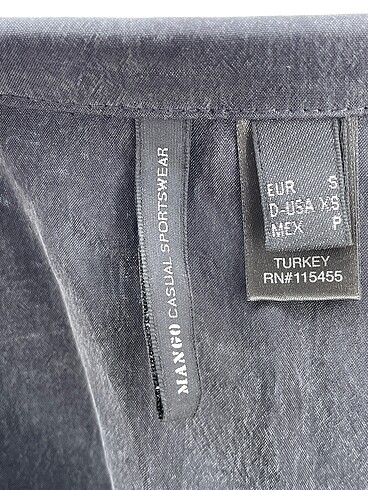 MANGO CASUAL SPORTSWEAR
EUR S
D-USA XS
MEX P
TURKEY
RN#115455